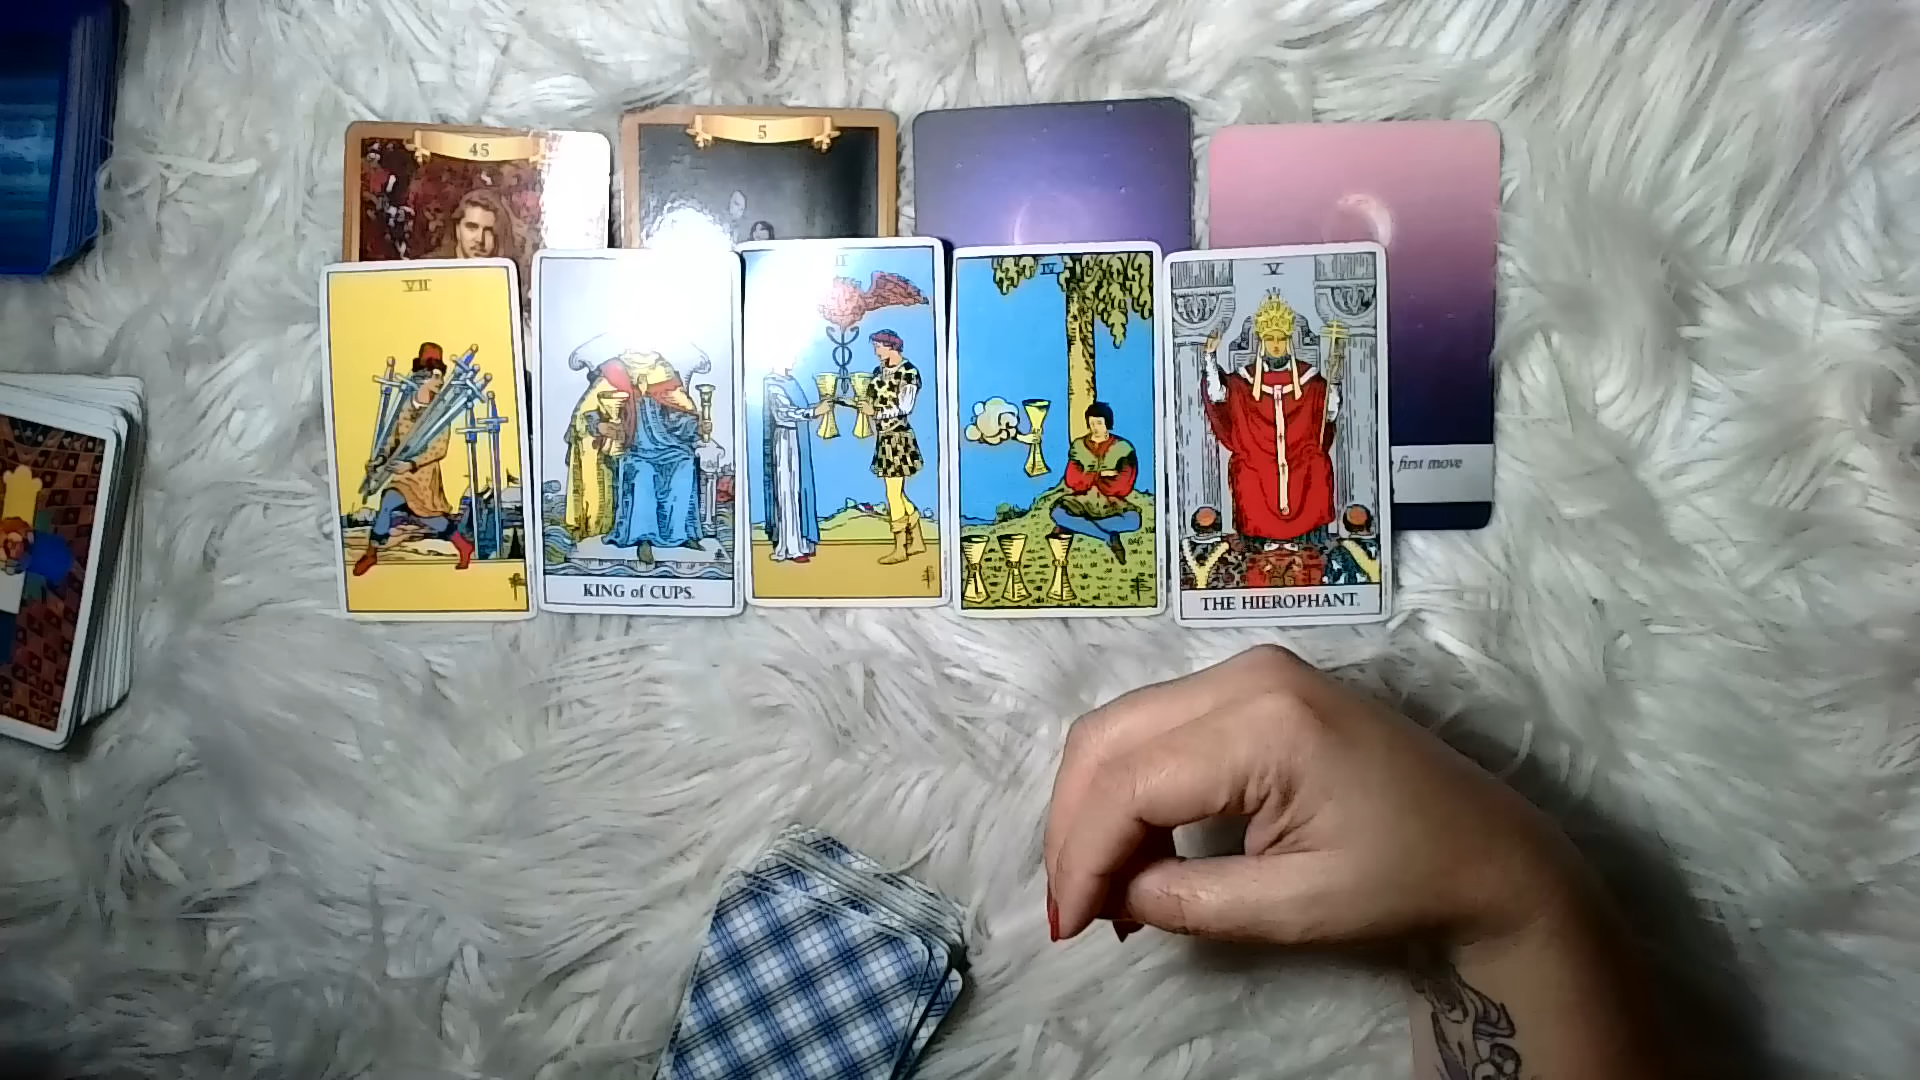 45
5
VII
IV
V
first move
KING of CUPS.
THE HIEROPHANT.